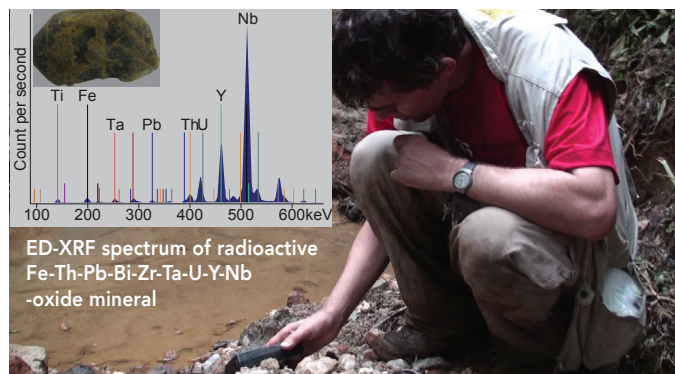 Nb
Ti Fe
Ta Pb Th U Y
Count per second
100 200 300 400 500 600keV
ED-XRF spectrum of radioactive
Fe-Th-Pb-Bi-Zr-Ta-U-Y-Nb
-oxide mineral